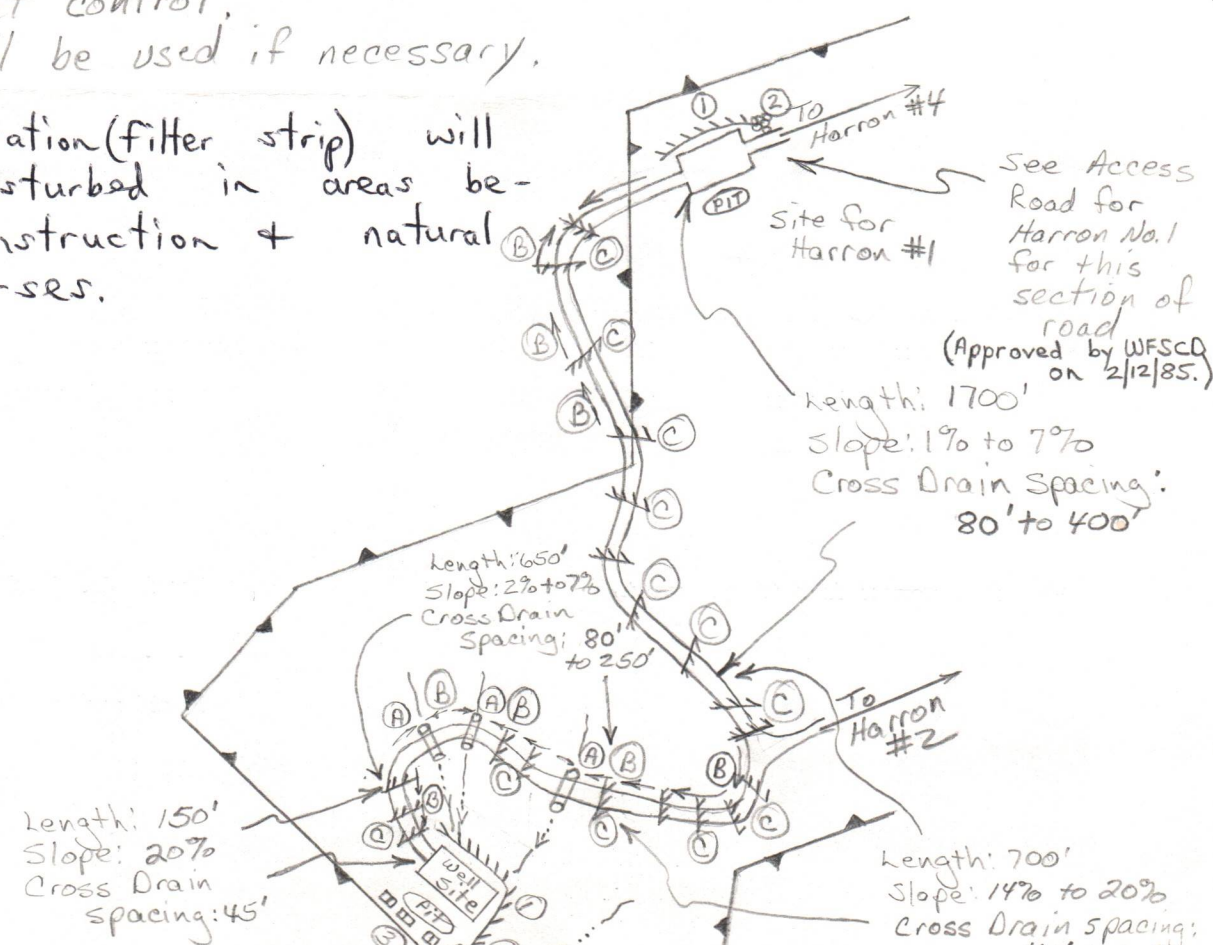 control.
be used if necessary.
ation (filter strip) will
sturbed in areas be-
nstruction + natural
-ses.
1
2
TO
Harron #4
PIT
Site for
Harron #1
See Access
Road for
Harron No.1
for this
section of
road
(Approved by WFSCD
on 2/12/85.)
B
C
B
C
B
C
C
Length: 1700'
Slope: 1% to 7%
Cross Drain Spacing:
80' to 400'
Length: 650'
Slope: 2% to 7%
Cross Drain
Spacing: 80'
to 250'
C
C
C
To
Harron
#2
A
B
A
B
C
A
B
C
B
C
C
B
C
Length: 150'
Slope: 20%
Cross Drain
spacing: 45'
Well
Site
Pit
3
Length: 700'
Slope: 14% to 20%
Cross Drain Spacing: